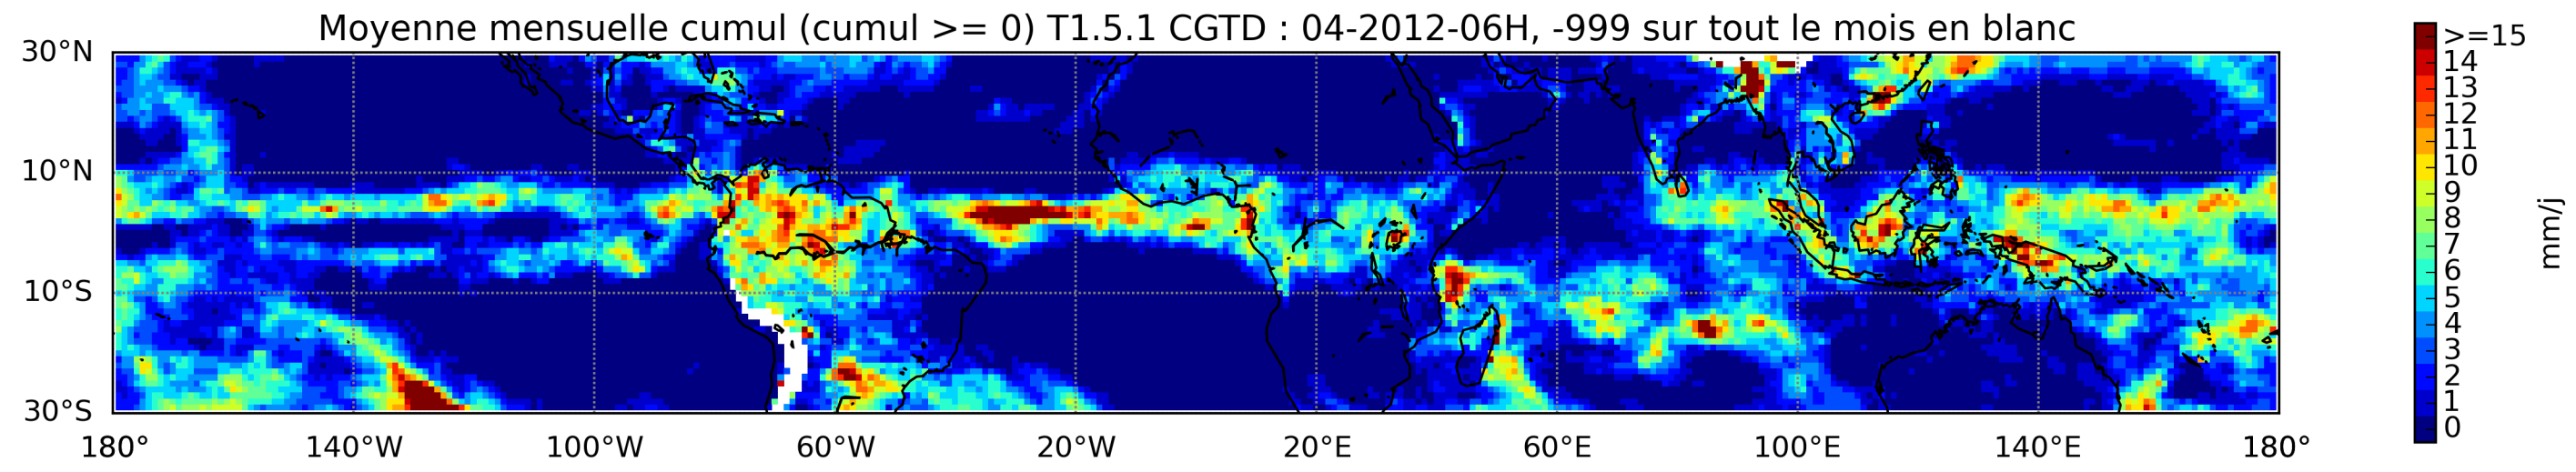 Moyenne mensuelle cumul (cumul >= 0) T1.5.1 CGTD : 04-2012-06H, -999 sur tout le mois en blanc
30°N
10°N
10°S
30°S
180° 140°W 100°W 60°W 20°W 20°E 60°E 100°E 140°E 180°
>=15
14
13
12
11
10
9
8
7
6
5
4
3
2
1
0
mm/j